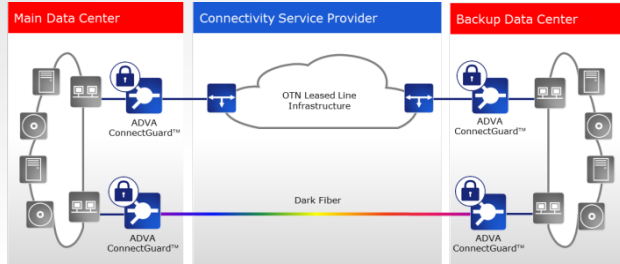 Main Data Center
Connectivity Service Provider
Backup Data Center
OTN Leased Line
Infrastructure
ADVA
ConnectGuard™
ADVA
ConnectGuard™
Dark Fiber
ADVA
ConnectGuard™
ADVA
ConnectGuard™